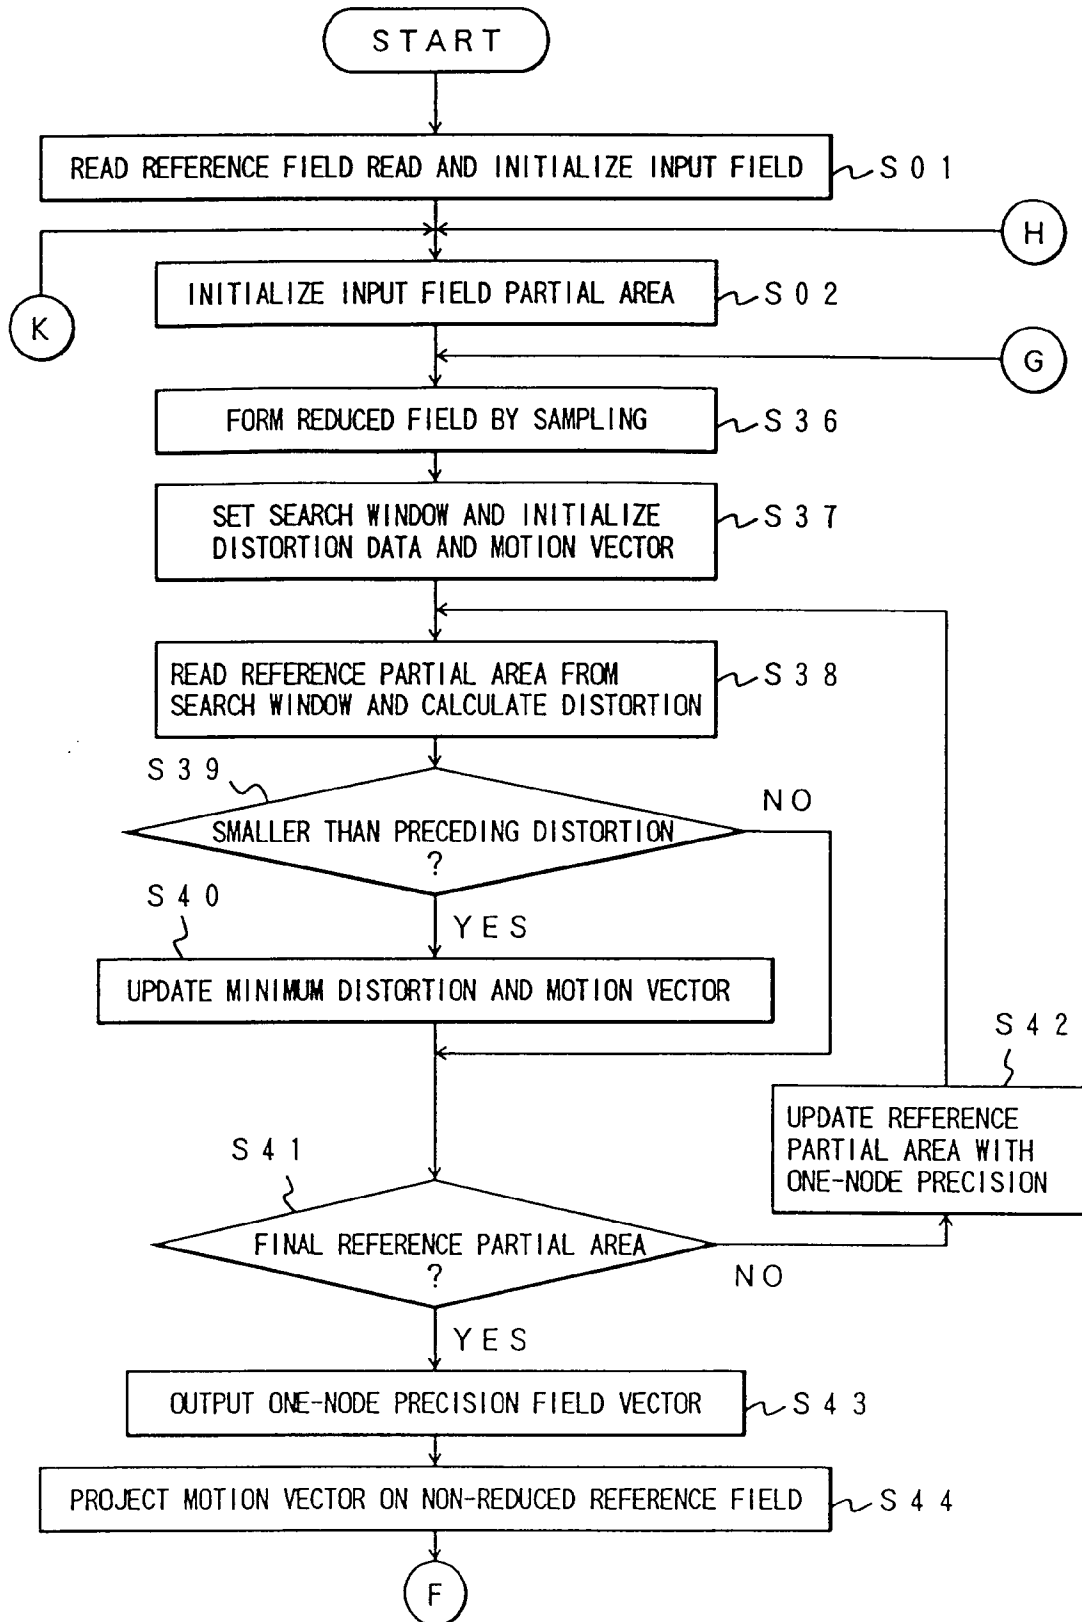 START
READ REFERENCE FIELD READ AND INITIALIZE INPUT FIELD
S01
H
INITIALIZE INPUT FIELD PARTIAL AREA
S02
K
G
FORM REDUCED FIELD BY SAMPLING
S36
SET SEARCH WINDOW AND INITIALIZE
DISTORTION DATA AND MOTION VECTOR
S37
READ REFERENCE PARTIAL AREA FROM
SEARCH WINDOW AND CALCULATE DISTORTION
S38
S39
NO
SMALLER THAN PRECEDING DISTORTION
?
S40
YES
UPDATE MINIMUM DISTORTION AND MOTION VECTOR
S42
UPDATE REFERENCE
PARTIAL AREA WITH
ONE-NODE PRECISION
S41
FINAL REFERENCE PARTIAL AREA
?
NO
YES
OUTPUT ONE-NODE PRECISION FIELD VECTOR
S43
PROJECT MOTION VECTOR ON NON-REDUCED REFERENCE FIELD
S44
F